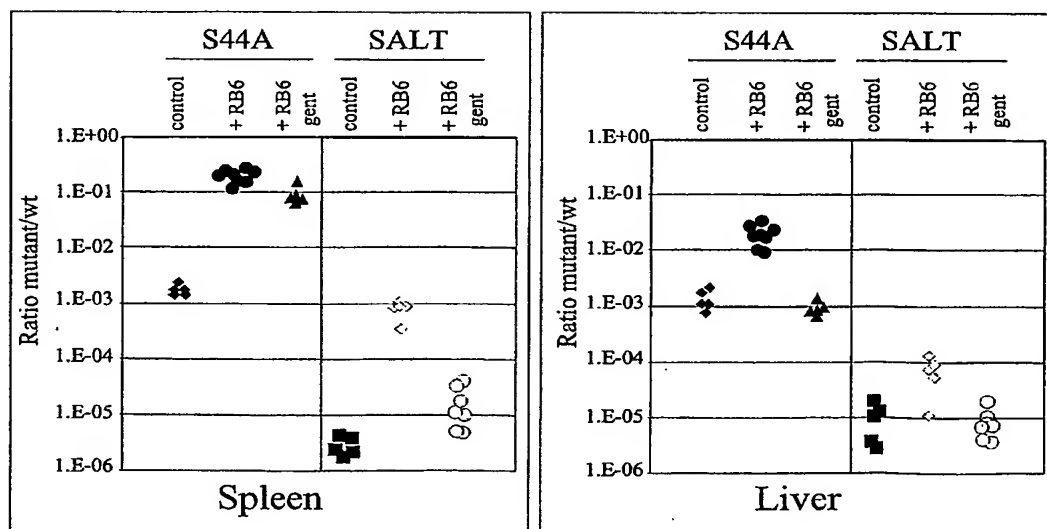 S44A SALT
control + RB6 + RB6 gent control + RB6 + RB6 gent
Ratio mutant/wt
1.E+00
1.E-01
1.E-02
1.E-03
1.E-04
1.E-05
1.E-06
Spleen
S44A SALT
control + RB6 + RB6 gent control + RB6 + RB6 gent
Ratio mutant/wt
1.E+00
1.E-01
1.E-02
1.E-03
1.E-04
1.E-05
1.E-06
Liver